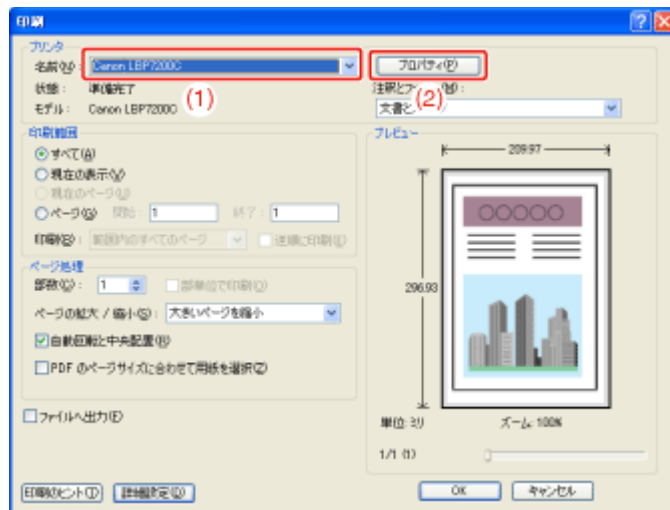 印刷
プリンタ
名前(N): Canon LBP7200C プロパティ(P)
(1) (2)
状態: 準備完了
モデル: Canon LBP7200C
文書と
印刷範囲
プレビュー
すべて(A)
現在の表示(V)
現在のページ(U)
ページ(G) 開始: 1 終了: 1
印刷(R): 範囲内のすべてのページ 逆順に印刷(E)
209.97
296.93
ページ処理
部数(C): 1 部単位で印刷(O)
ページの拡大 / 縮小(S): 大きいページを縮小
自動回転と中央配置(R)
PDF のページサイズに合わせて用紙を選択(Z)
ファイルへ出力(F)
単位: ミリ ズーム: 100%
1/1 (1)
印刷のヒント(T) 詳細設定(D) OK キャンセル